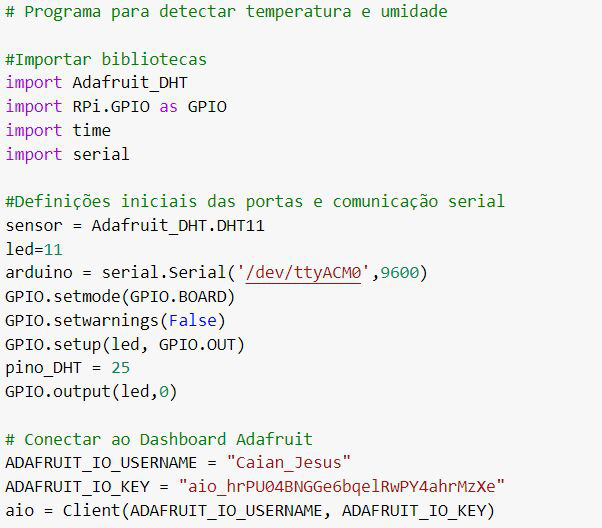 # Programa para detectar temperatura e umidade
#Importar bibliotecas
import Adafruit_DHT
import RPi.GPIO as GPIO
import time
import serial
#Definições iniciais das portas e comunicação serial
sensor = Adafruit_DHT.DHT11
led=11
arduino = serial.Serial('/dev/ttyACM0',9600)
GPIO.setmode(GPIO.BOARD)
GPIO.setwarnings(False)
GPIO.setup(led, GPIO.OUT)
pino_DHT = 25
GPIO.output(led,0)
# Conectar ao Dashboard Adafruit
ADAFRUIT_IO_USERNAME = "Caian_Jesus"
ADAFRUIT_IO_KEY = "aio_hrPU04BNGGe6bqelRwPY4ahrMzXe"
aio = Client(ADAFRUIT_IO_USERNAME, ADAFRUIT_IO_KEY)